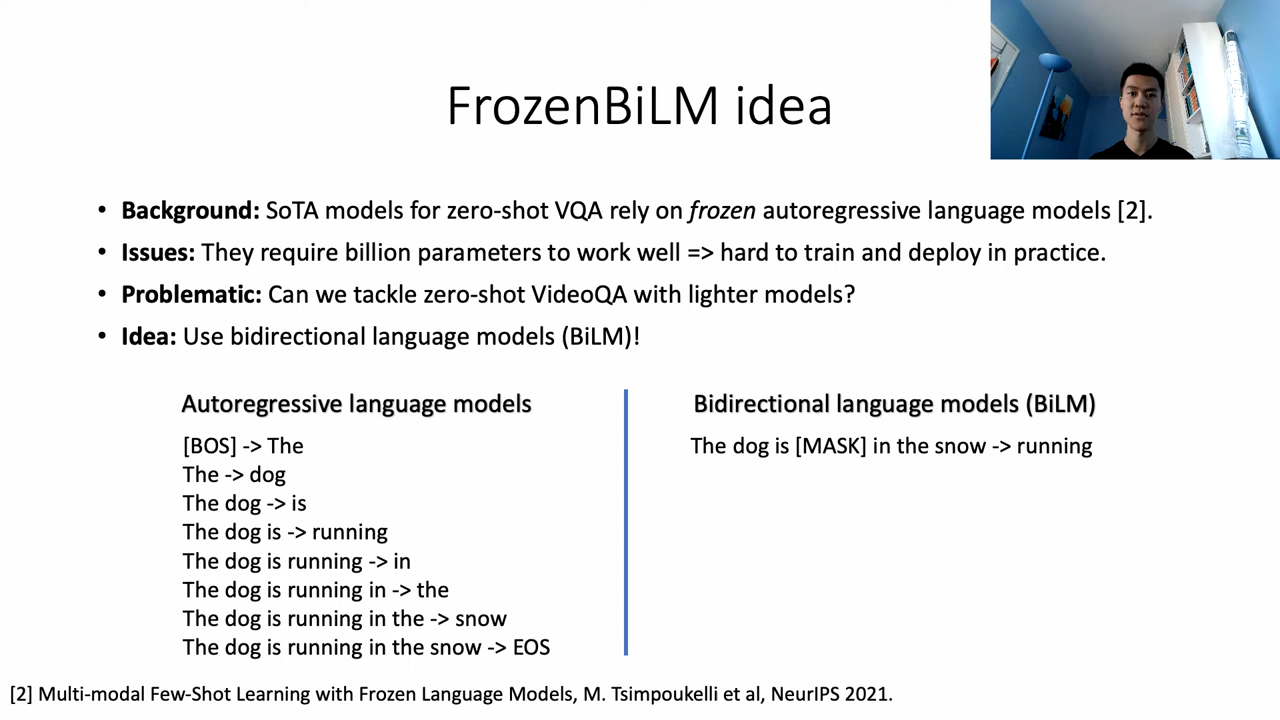 FrozenBiLM idea
• Background: SoTA models for zero-shot VQA rely on frozen autoregressive language models [2].
• Issues: They require billion parameters to work well => hard to train and deploy in practice.
• Problematic: Can we tackle zero-shot VideoQA with lighter models?
• Idea: Use bidirectional language models (BiLM)!
Autoregressive language models
[BOS] -> The
The -> dog
The dog -> is
The dog is -> running
The dog is running -> in
The dog is running in -> the
The dog is running in the -> snow
The dog is running in the snow -> EOS
Bidirectional language models (BiLM)
The dog is [MASK] in the snow -> running
[2] Multi-modal Few-Shot Learning with Frozen Language Models, M. Tsimpoukelli et al, NeurIPS 2021.